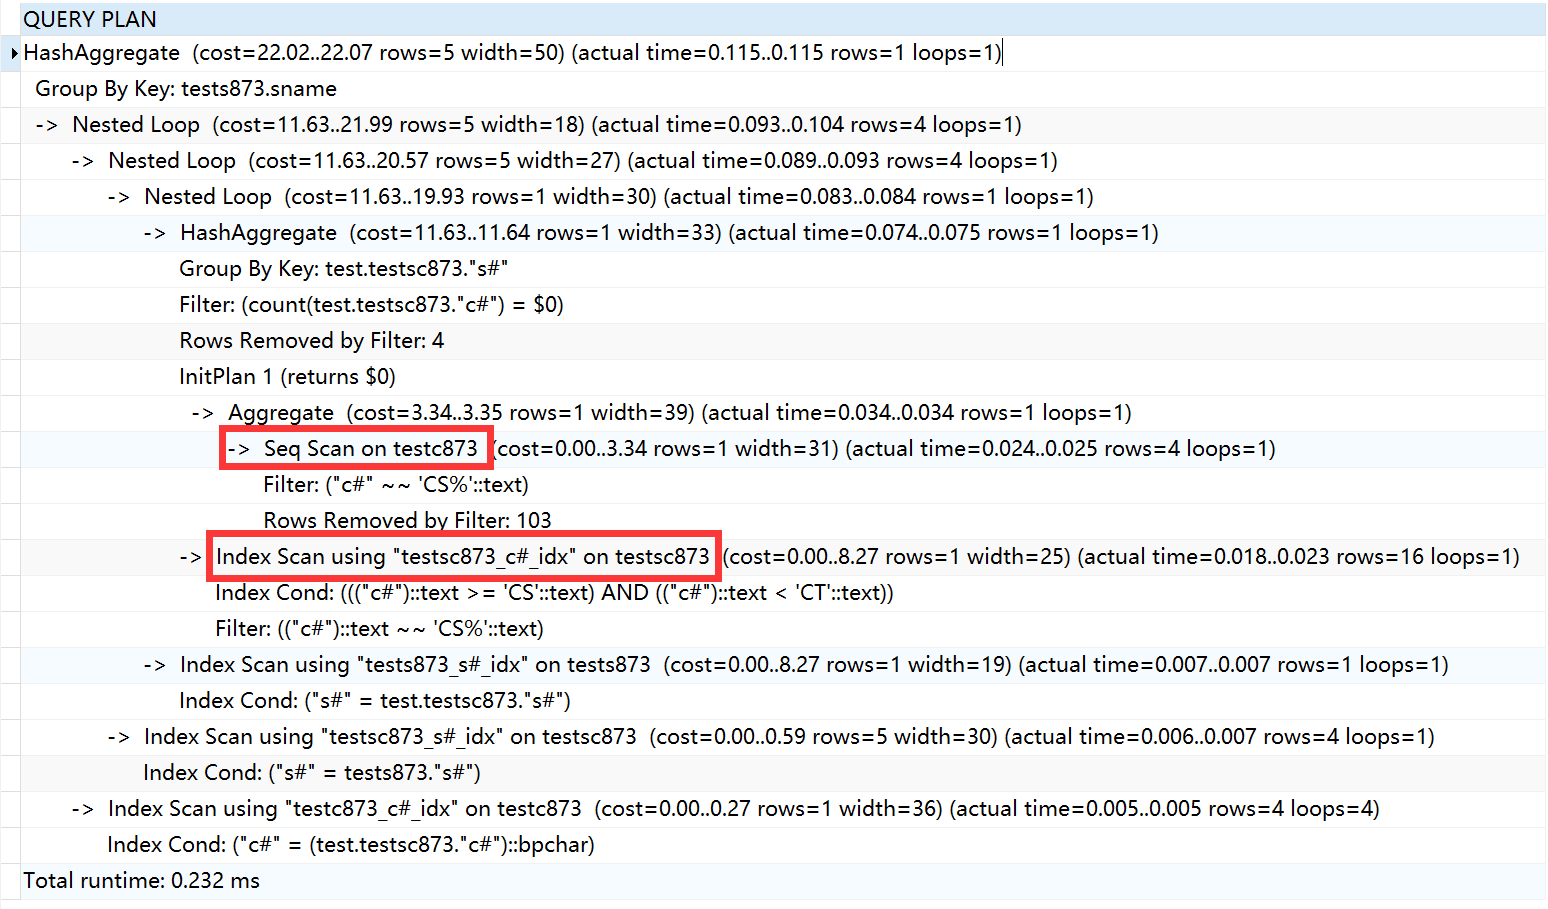 QUERY PLAN
HashAggregate (cost=22.02..22.07 rows=5 width=50) (actual time=0.115..0.115 rows=1 loops=1)
Group By Key: tests873.sname
-> Nested Loop (cost=11.63..21.99 rows=5 width=18) (actual time=0.093..0.104 rows=4 loops=1)
-> Nested Loop (cost=11.63..20.57 rows=5 width=27) (actual time=0.089..0.093 rows=4 loops=1)
-> Nested Loop (cost=11.63..19.93 rows=1 width=30) (actual time=0.083..0.084 rows=1 loops=1)
-> HashAggregate (cost=11.63..11.64 rows=1 width=33) (actual time=0.074..0.075 rows=1 loops=1)
Group By Key: test.testsc873."s#"
Filter: (count(test.testsc873."c#") = $0)
Rows Removed by Filter: 4
InitPlan 1 (returns $0)
-> Aggregate (cost=3.34..3.35 rows=1 width=39) (actual time=0.034..0.034 rows=1 loops=1)
-> Seq Scan on testc873 (cost=0.00..3.34 rows=1 width=31) (actual time=0.024..0.025 rows=4 loops=1)
Filter: ("c#" ~~ 'CS%'::text)
Rows Removed by Filter: 103
-> Index Scan using "testsc873_c#_idx" on testsc873 (cost=0.00..8.27 rows=1 width=25) (actual time=0.018..0.023 rows=16 loops=1)
Index Cond: ((("c#")::text >= 'CS'::text) AND (("c#")::text < 'CT'::text))
Filter: (("c#")::text ~~ 'CS%'::text)
-> Index Scan using "tests873_s#_idx" on tests873 (cost=0.00..8.27 rows=1 width=19) (actual time=0.007..0.007 rows=1 loops=1)
Index Cond: ("s#" = test.testsc873."s#")
-> Index Scan using "testsc873_s#_idx" on testsc873 (cost=0.00..0.59 rows=5 width=30) (actual time=0.006..0.007 rows=4 loops=1)
Index Cond: ("s#" = tests873."s#")
-> Index Scan using "testc873_c#_idx" on testc873 (cost=0.00..0.27 rows=1 width=36) (actual time=0.005..0.005 rows=4 loops=4)
Index Cond: ("c#" = (test.testsc873."c#")::bpchar)
Total runtime: 0.232 ms